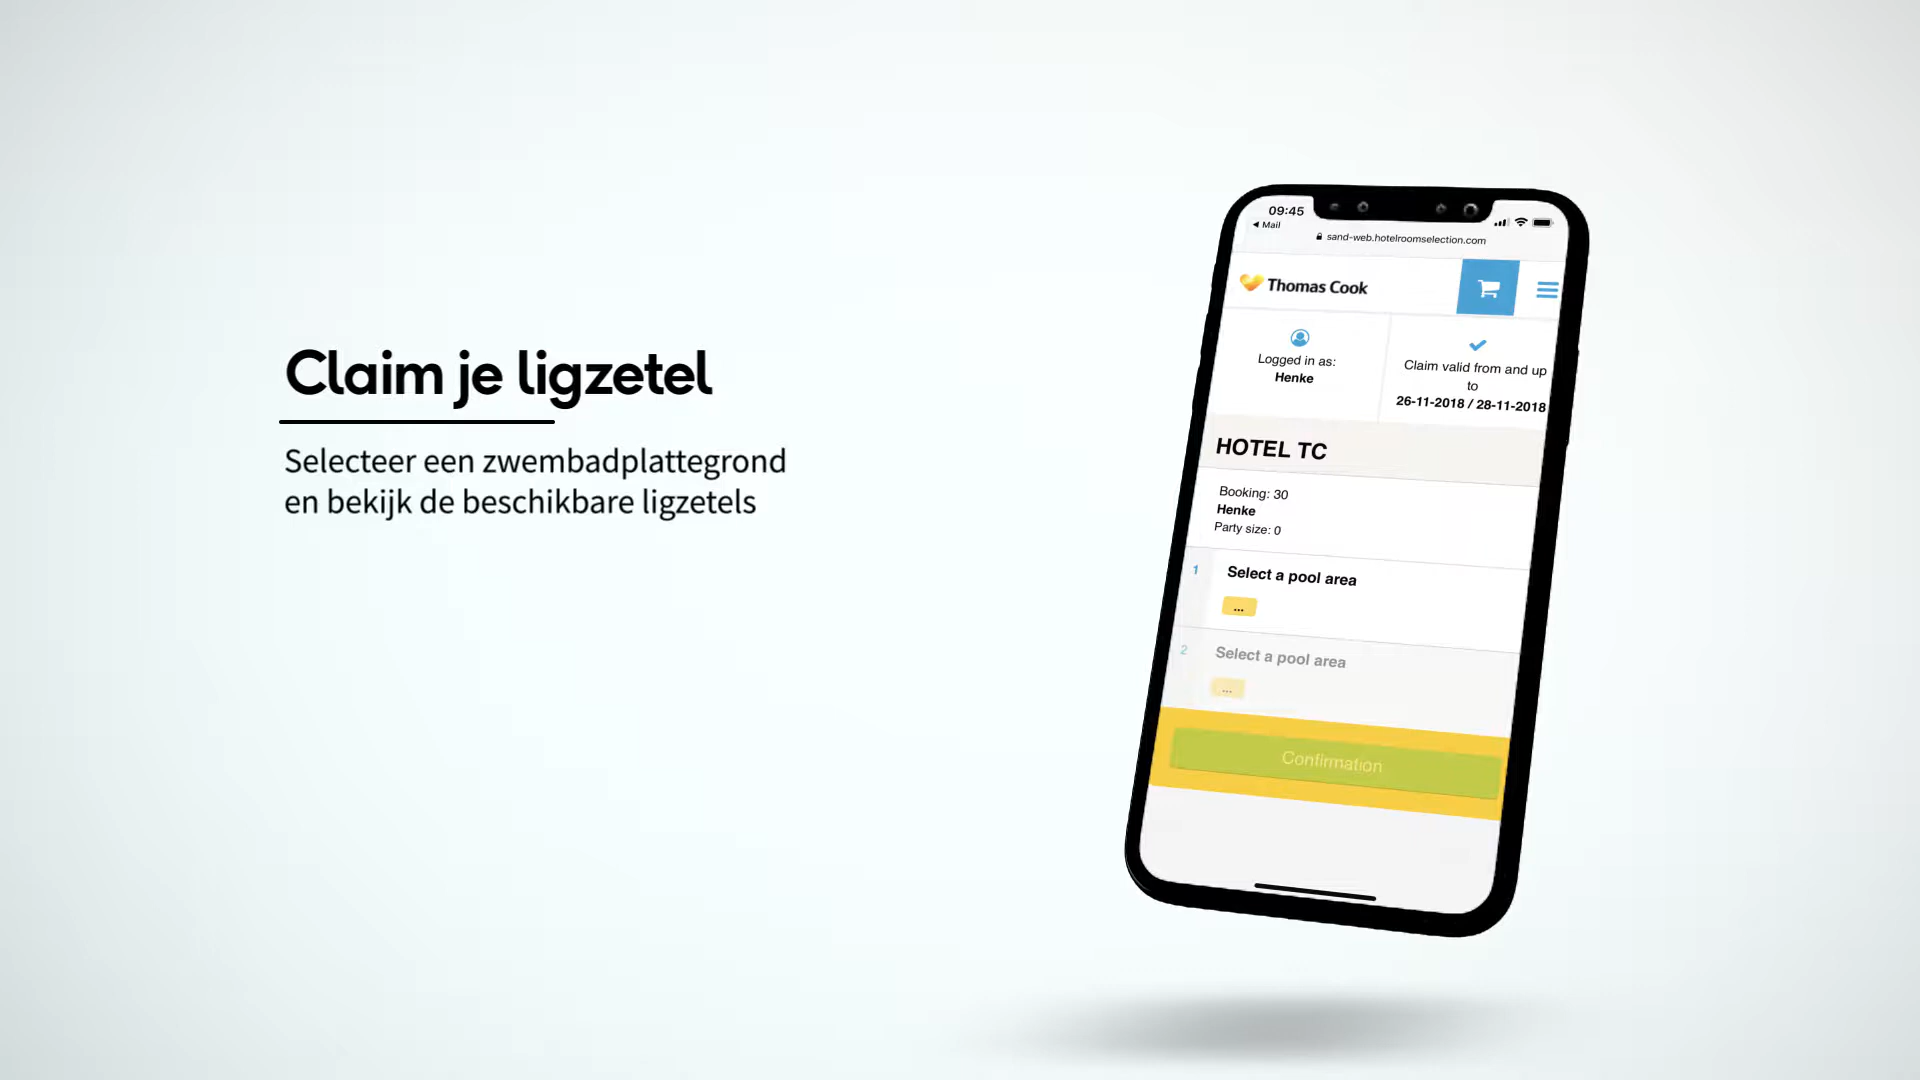 Claim je ligzetel
Selecteer een zwembadplattegrond
en bekijk de beschikbare ligzetels
09:45
◀ Mail
sand-web.hotelroomselection.com
Thomas Cook
Logged in as:
Henke
Claim valid from and up
to
26-11-2018 / 28-11-2018
HOTEL TC
Booking: 30
Henke
Party size: 0
1
Select a pool area
...
2
Select a pool area
...
Confirmation